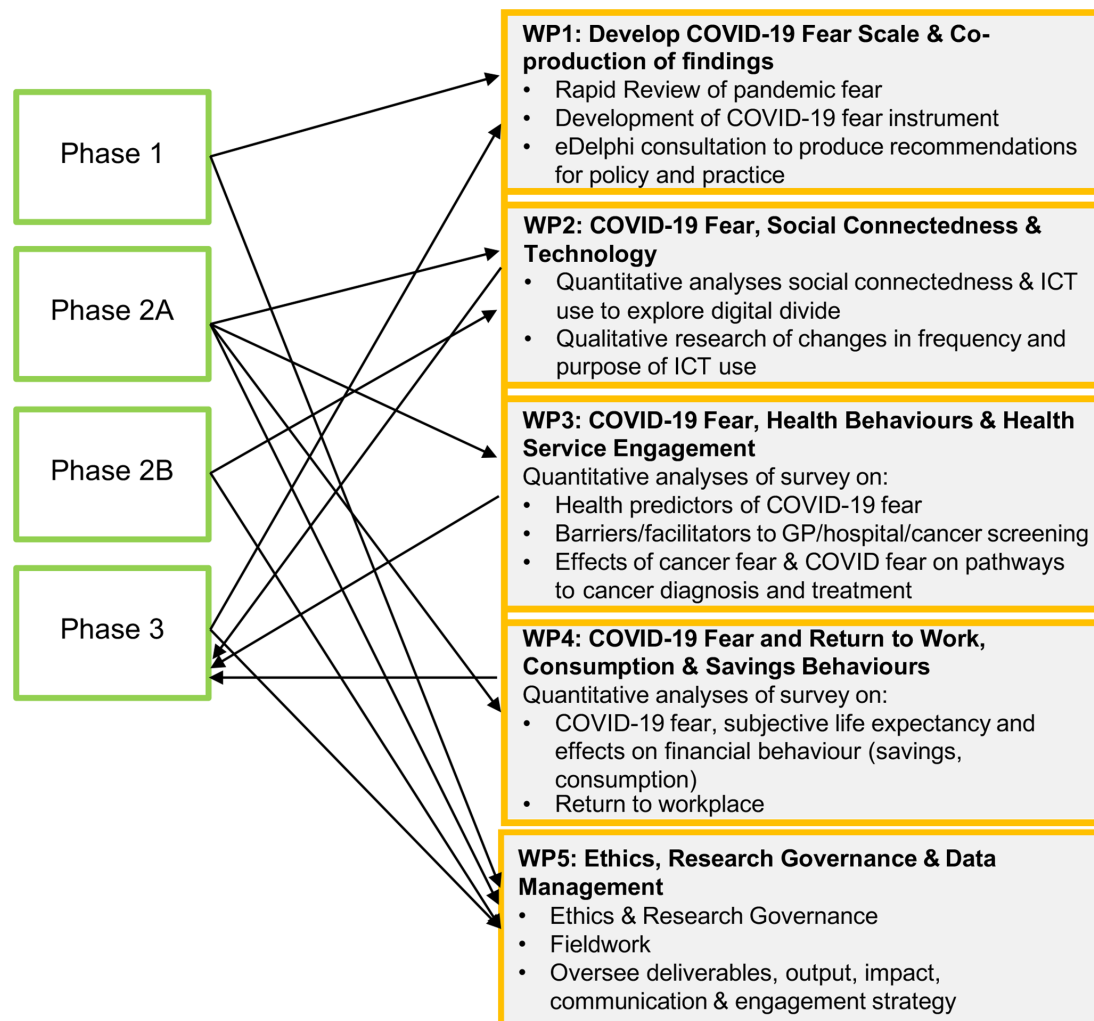 Phase 1
Phase 2A
Phase 2B
Phase 3
WP1: Develop COVID-19 Fear Scale & Co-
production of findings
• Rapid Review of pandemic fear
• Development of COVID-19 fear instrument
• eDelphi consultation to produce recommendations
for policy and practice
WP2: COVID-19 Fear, Social Connectedness &
Technology
• Quantitative analyses social connectedness & ICT
use to explore digital divide
• Qualitative research of changes in frequency and
purpose of ICT use
WP3: COVID-19 Fear, Health Behaviours & Health
Service Engagement
Quantitative analyses of survey on:
• Health predictors of COVID-19 fear
• Barriers/facilitators to GP/hospital/cancer screening
• Effects of cancer fear & COVID fear on pathways
to cancer diagnosis and treatment
WP4: COVID-19 Fear and Return to Work,
Consumption & Savings Behaviours
Quantitative analyses of survey on:
• COVID-19 fear, subjective life expectancy and
effects on financial behaviour (savings,
consumption)
• Return to workplace
WP5: Ethics, Research Governance & Data
Management
• Ethics & Research Governance
• Fieldwork
• Oversee deliverables, output, impact,
communication & engagement strategy